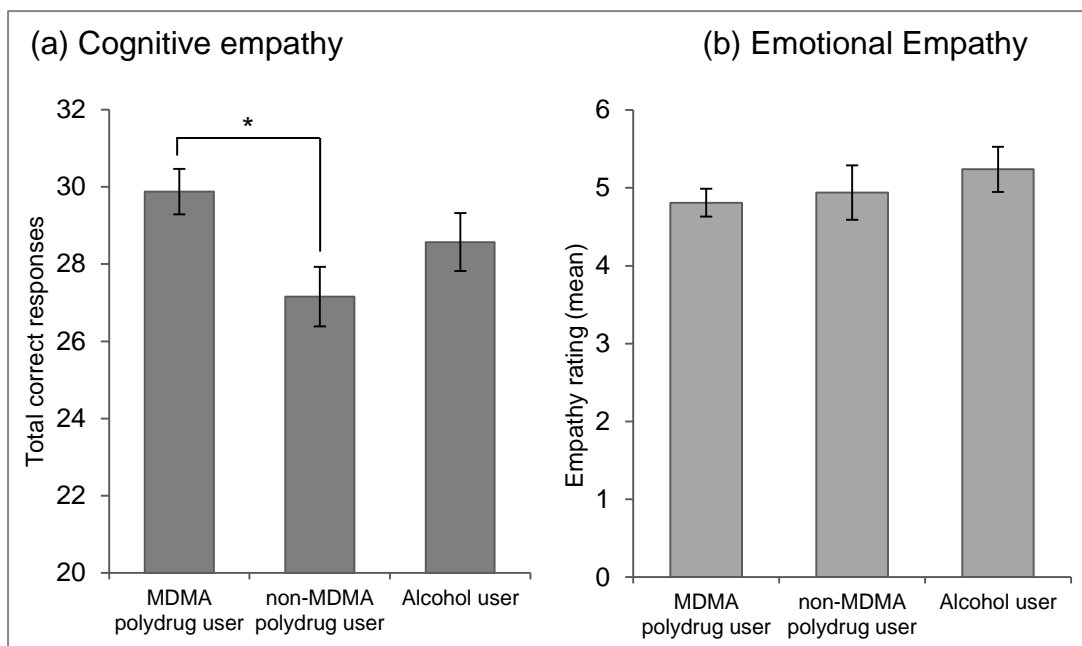 (a) Cognitive empathy
Total correct responses
32
30
28
26
24
22
20
*
MDMA
polydrug user
non-MDMA
polydrug user
Alcohol user
(b) Emotional Empathy
Empathy rating (mean)
6
5
4
3
2
1
0
MDMA
polydrug user
non-MDMA
polydrug user
Alcohol user